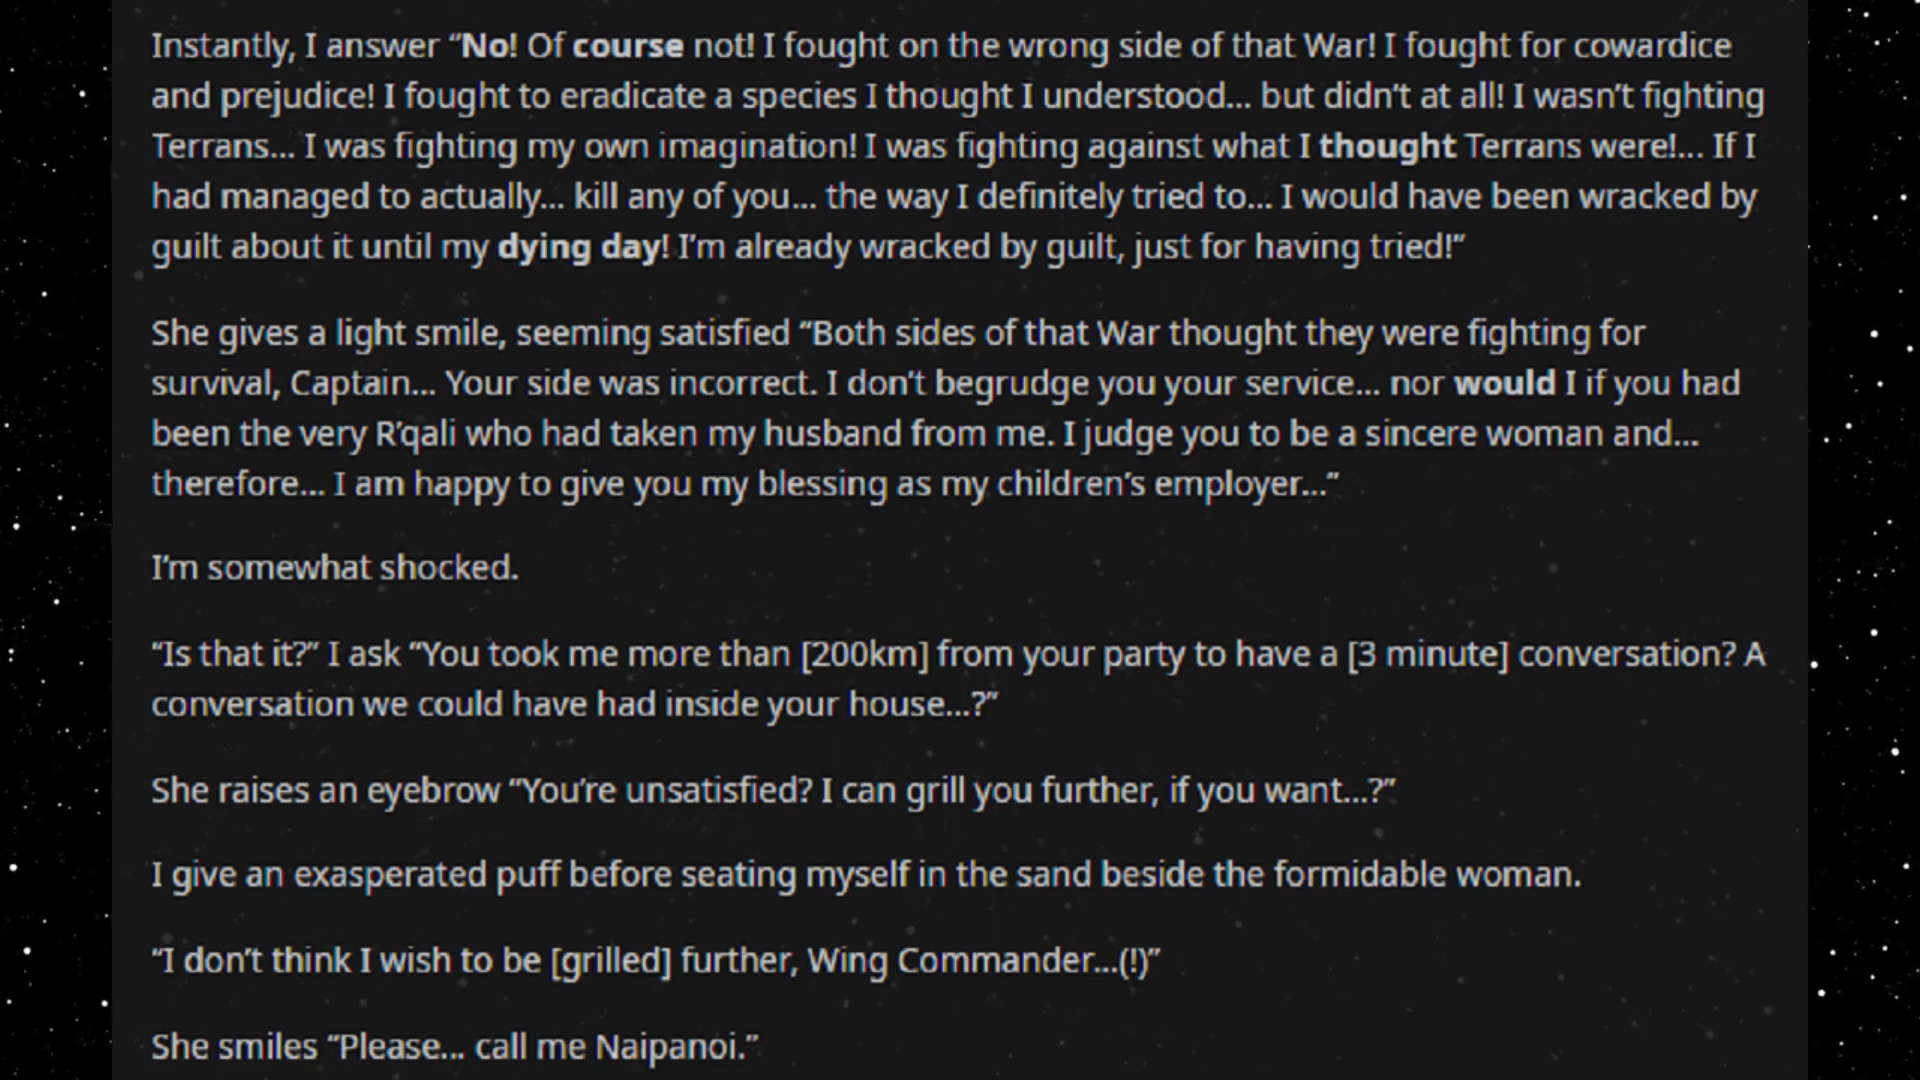 Instantly, I answer “No! Of course not! I fought on the wrong side of that War! I fought for cowardice
and prejudice! I fought to eradicate a species I thought I understood... but didn’t at all! I wasn’t fighting
Terrans... I was fighting my own imagination! I was fighting against what I thought Terrans were!... If I
had managed to actually... kill any of you... the way I definitely tried to... I would have been wracked by
guilt about it until my dying day! I’m already wracked by guilt, just for having tried!”
She gives a light smile, seeming satisfied “Both sides of that War thought they were fighting for
survival, Captain... Your side was incorrect. I don’t begrudge you your service... nor would I if you had
been the very R’qali who had taken my husband from me. I judge you to be a sincere woman and...
therefore... I am happy to give you my blessing as my children’s employer...”
I’m somewhat shocked.
“Is that it?” I ask “You took me more than [200km] from your party to have a [3 minute] conversation? A
conversation we could have had inside your house...?”
She raises an eyebrow “You’re unsatisfied? I can grill you further, if you want...?”
I give an exasperated puff before seating myself in the sand beside the formidable woman.
“I don’t think I wish to be [grilled] further, Wing Commander...(!)”
She smiles “Please... call me Naipanoi.”